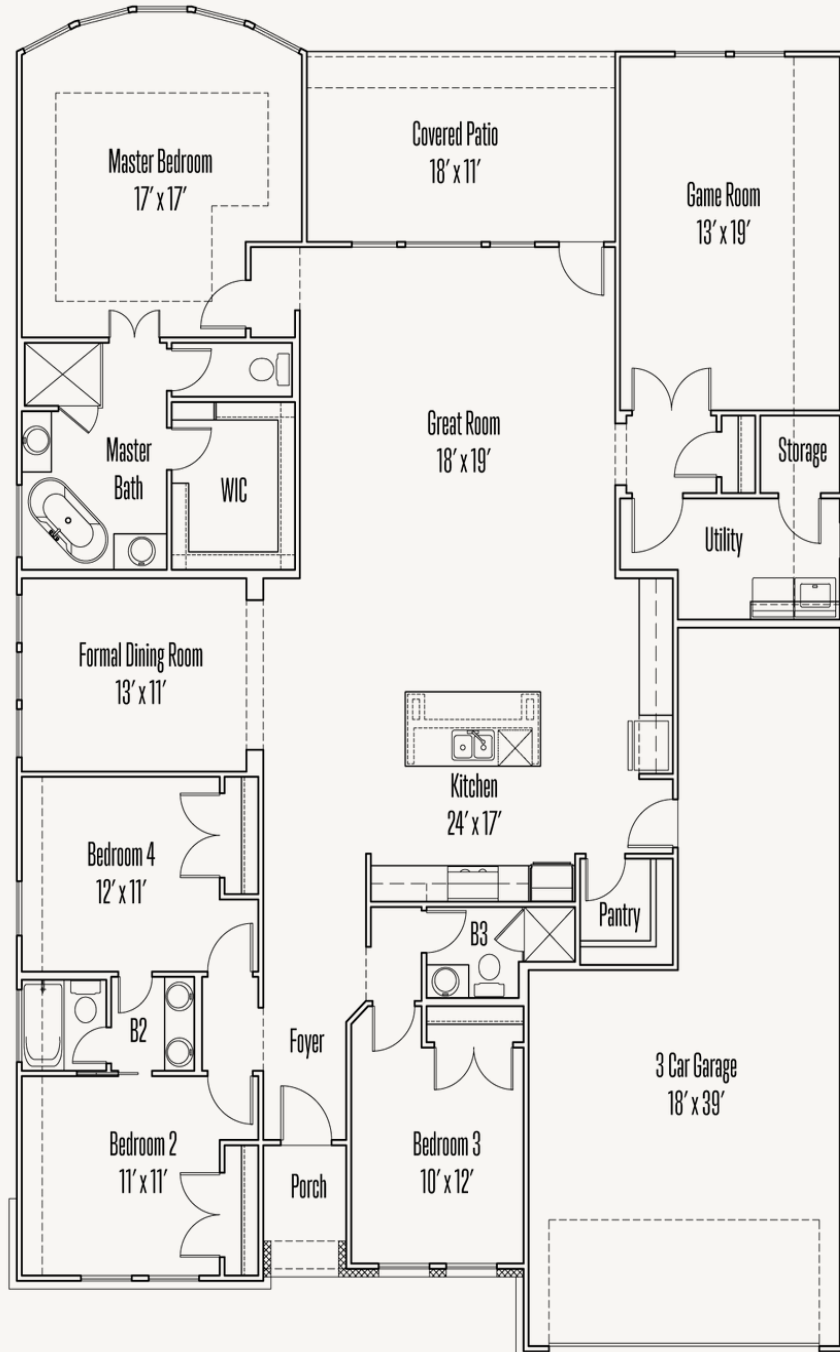 Master Bedroom
17' x 17'
Covered Patio
18' x 11'
Game Room
13' x 19'
Great Room
18' x 19'
Master
Bath
WIC
Storage
Utility
Formal Dining Room
13' x 11'
Kitchen
24' x 17'
Bedroom 4
12' x 11'
Pantry
B3
B2
Foyer
3 Car Garage
18' x 39'
Bedroom 2
11' x 11'
Porch
Bedroom 3
10' x 12'